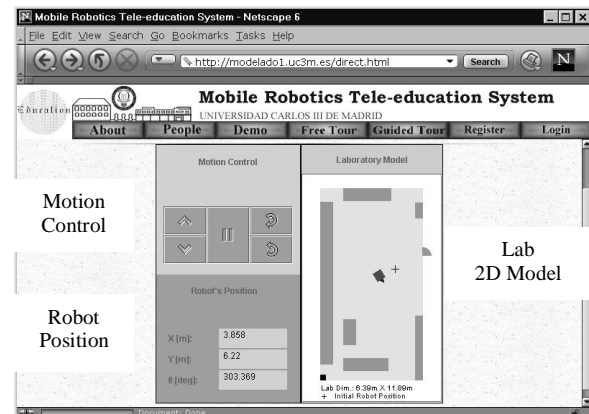 Mobile Robotics Tele-education System - Netscape 6
File Edit View Search Go Bookmarks Tasks Help
http://modelado1.uc3m.es/direct.html
Search
N
Education
Mobile Robotics Tele-education System
UNIVERSIDAD CARLOS III DE MADRID
About People Demo Free Tour Guided Tour Register Login
Motion Control
Laboratory Model
Motion
Control
Lab
2D Model
Robot's Position
Robot
Position
X [m]: 3.858
Y [m]: 6.22
θ [deg]: 303.369
Lab Dim.: 6.39m X 11.89m
+ Initial Robot Position
Document: Done